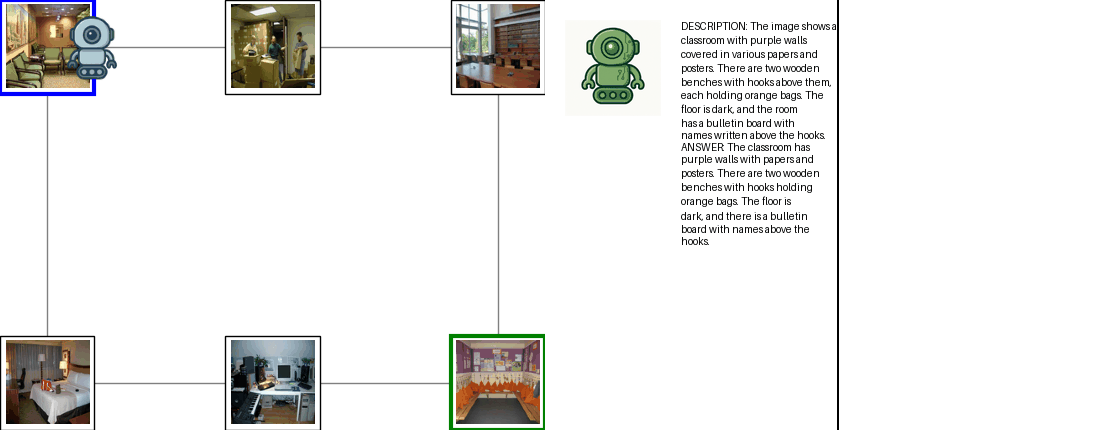 DESCRIPTION: The image shows a
classroom with purple walls
covered in various papers and
posters. There are two wooden
benches with hooks above them,
each holding orange bags. The
floor is dark, and the room
has a bulletin board with
names written above the hooks.
ANSWER: The classroom has
purple walls with papers and
posters. There are two wooden
benches with hooks holding
orange bags. The floor is
dark, and there is a bulletin
board with names above the
hooks.